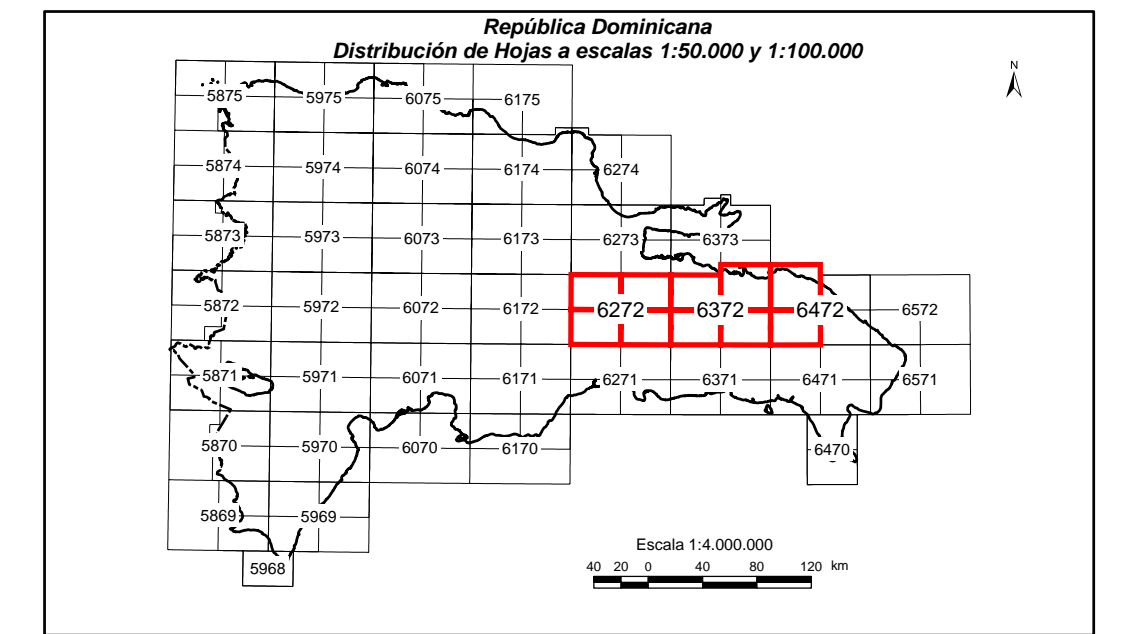 República Dominicana
Distribución de Hojas a escalas 1:50.000 y 1:100.000
N
5875 5975 6075 6175
5874 5974 6074 6174 6274
5873 5973 6073 6173 6273 6373
5872 5972 6072 6172 6272 6372 6472 6572
5871 5971 6071 6171 6271 6371 6471 6571
5870 5970 6070 6170 6470
5869 5969
5968
Escala 1:4.000.000
40 20 0 40 80 120 km